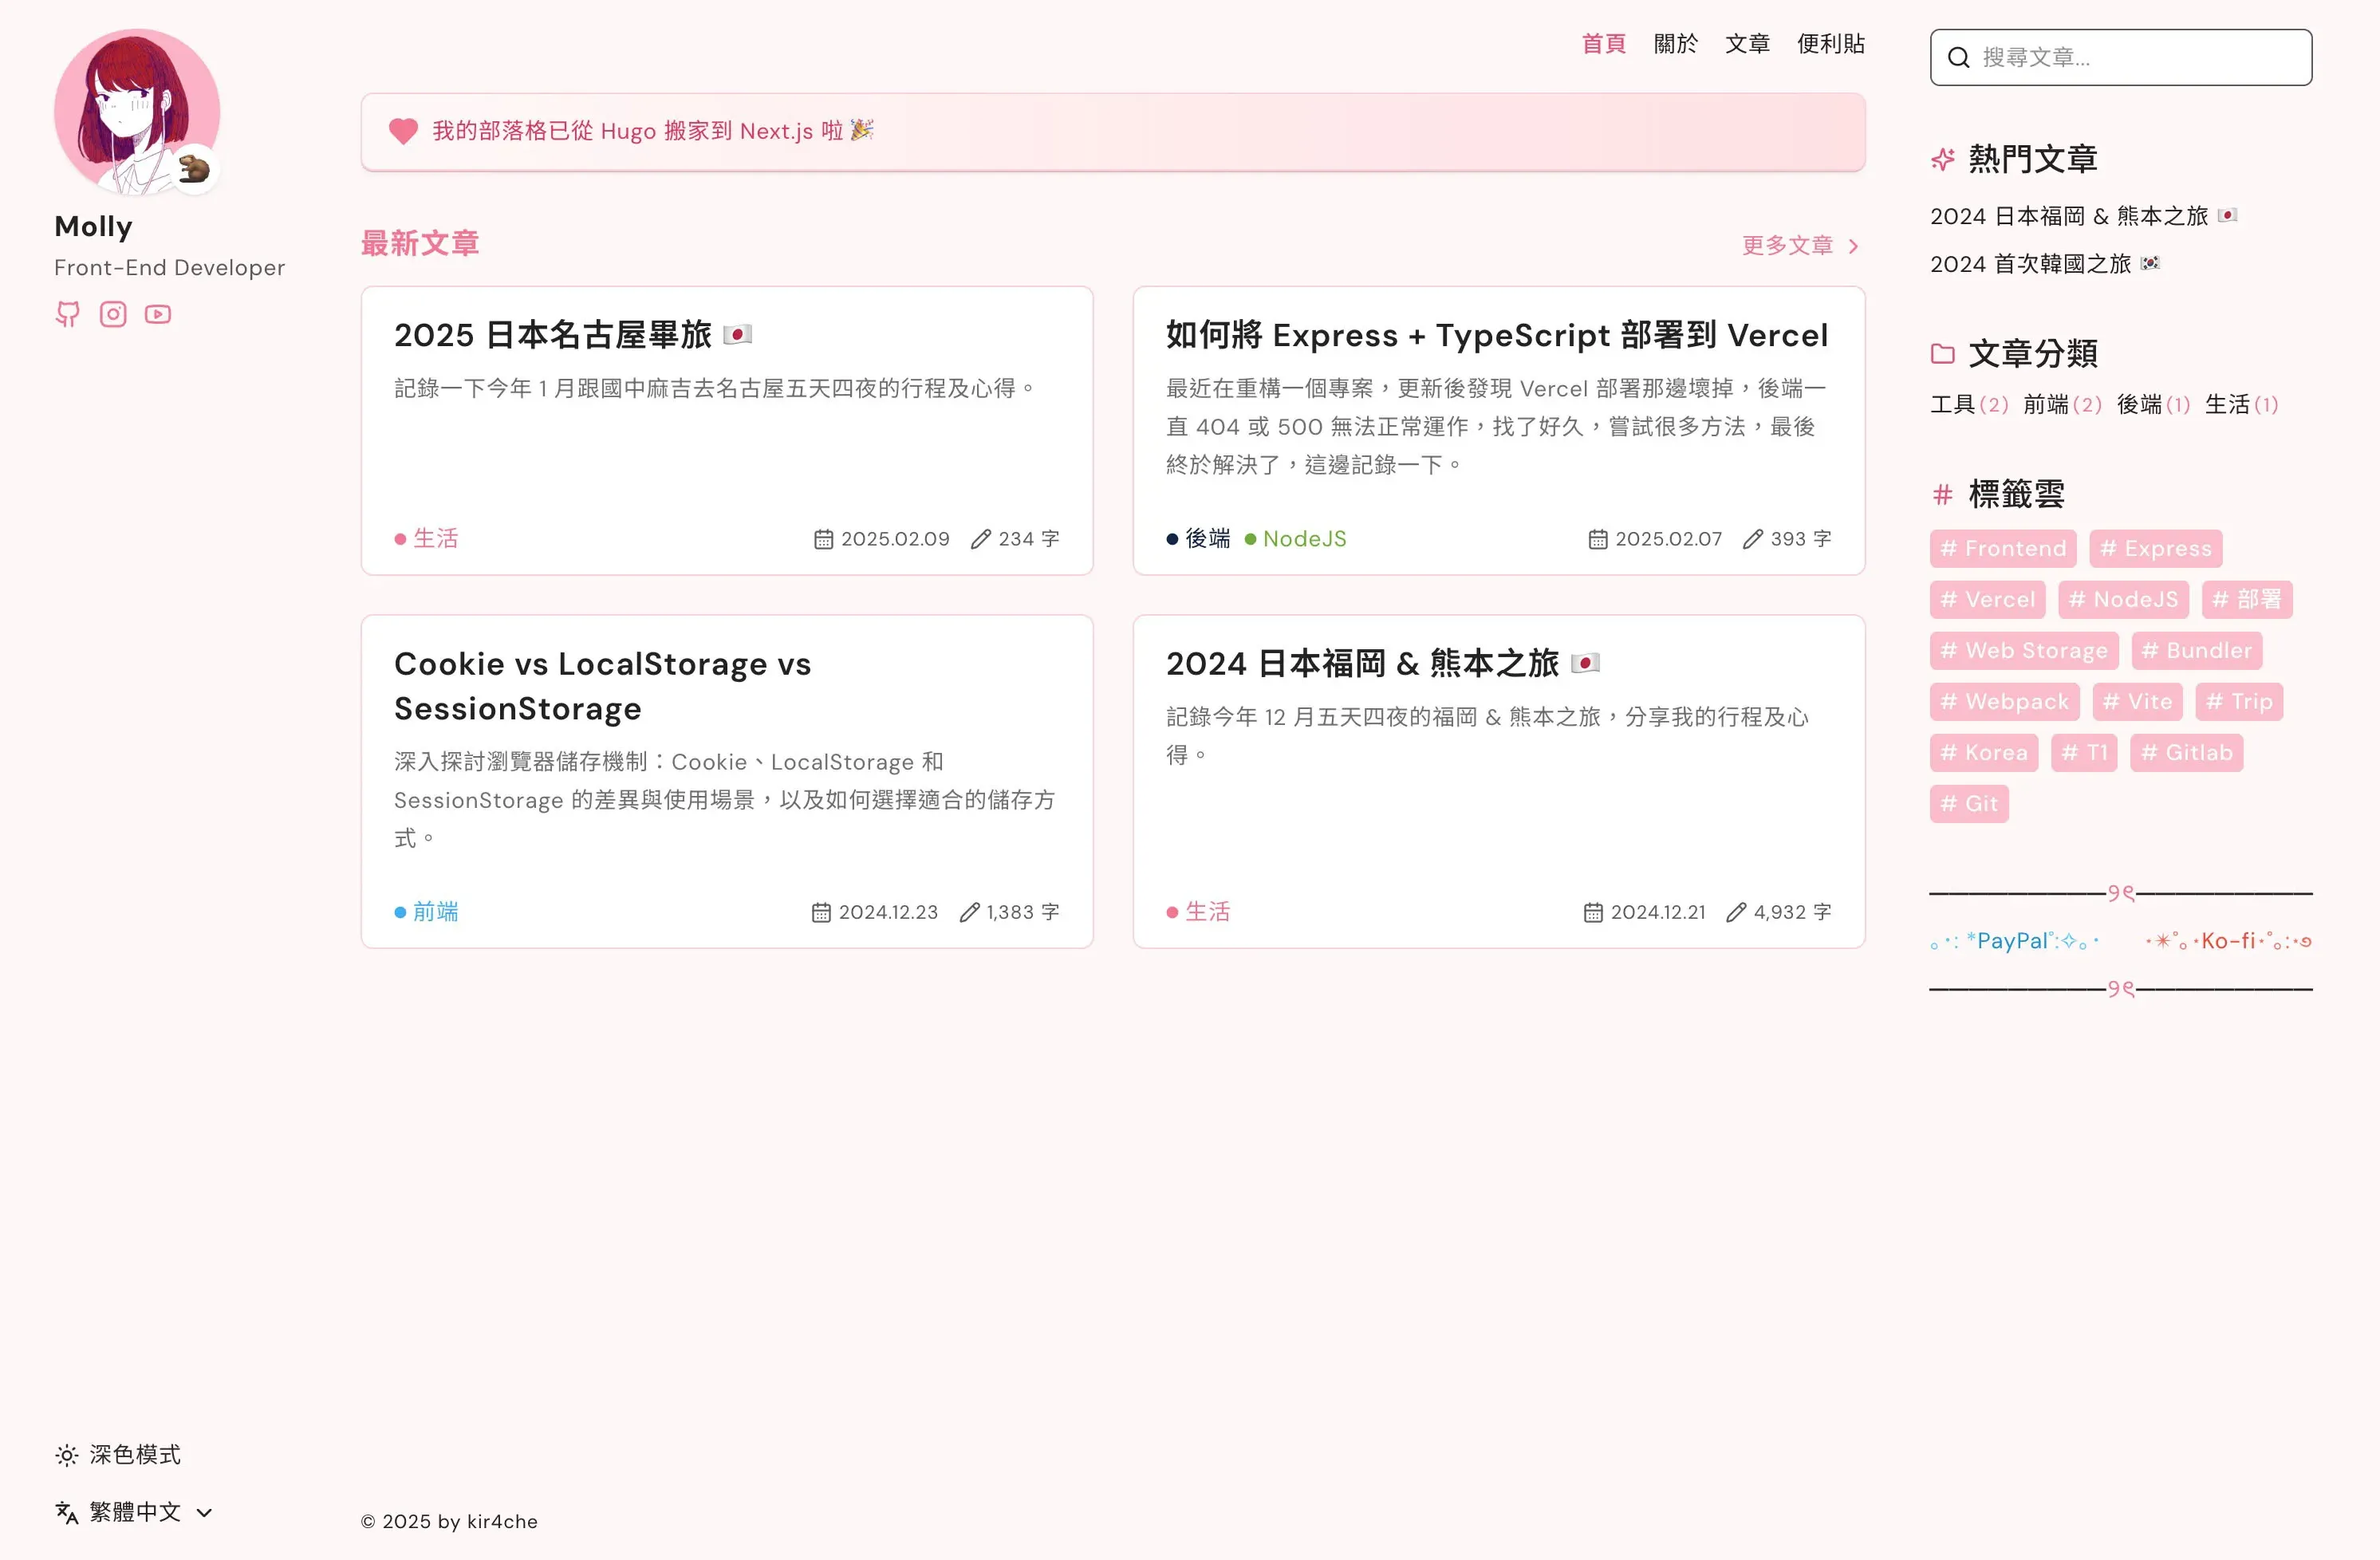 Molly
Front-End Developer
深色模式
繁體中文
首頁 關於 文章 便利貼
我的部落格已從 Hugo 搬家到 Next.js 啦 🎉
最新文章
更多文章
2025 日本名古屋畢旅 🇯🇵
記錄一下今年 1 月跟國中麻吉去名古屋五天四夜的行程及心得。
生活 2025.02.09 234 字
如何將 Express + TypeScript 部署到 Vercel
最近在重構一個專案，更新後發現 Vercel 部署那邊壞掉，後端一
直 404 或 500 無法正常運作，找了好久，嘗試很多方法，最後
終於解決了，這邊記錄一下。
後端 NodeJS 2025.02.07 393 字
Cookie vs LocalStorage vs
SessionStorage
深入探討瀏覽器儲存機制：Cookie、LocalStorage 和
SessionStorage 的差異與使用場景，以及如何選擇適合的儲存方
式。
前端 2024.12.23 1,383 字
2024 日本福岡 & 熊本之旅 🇯🇵
記錄今年 12 月五天四夜的福岡 & 熊本之旅，分享我的行程及心
得。
生活 2024.12.21 4,932 字
© 2025 by kir4che
搜尋文章...
熱門文章
2024 日本福岡 & 熊本之旅 🇯🇵
2024 首次韓國之旅 🇰🇷
文章分類
工具(2) 前端(2) 後端(1) 生活(1)
# 標籤雲
# Frontend # Express
# Vercel # NodeJS # 部署
# Web Storage # Bundler
# Webpack # Vite # Trip
# Korea # T1 # Gitlab
# Git
—————————୨୧—————————
｡･:*PayPal˚:✧｡･ ⋆✴˚｡⋆Ko-fi⋆˚｡:⋆୭
—————————୨୧—————————